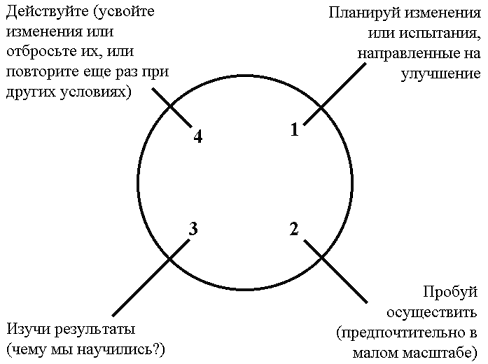 Действуйте (усвойте
изменения или
отбросьте их, или
повторите еще раз при
других условиях)
Планируй изменения
или испытания,
направленные на
улучшение
4
1
3
2
Изучи результаты
(чему мы научились?)
Пробуй
осуществить
(предпочтительно в
малом масштабе)